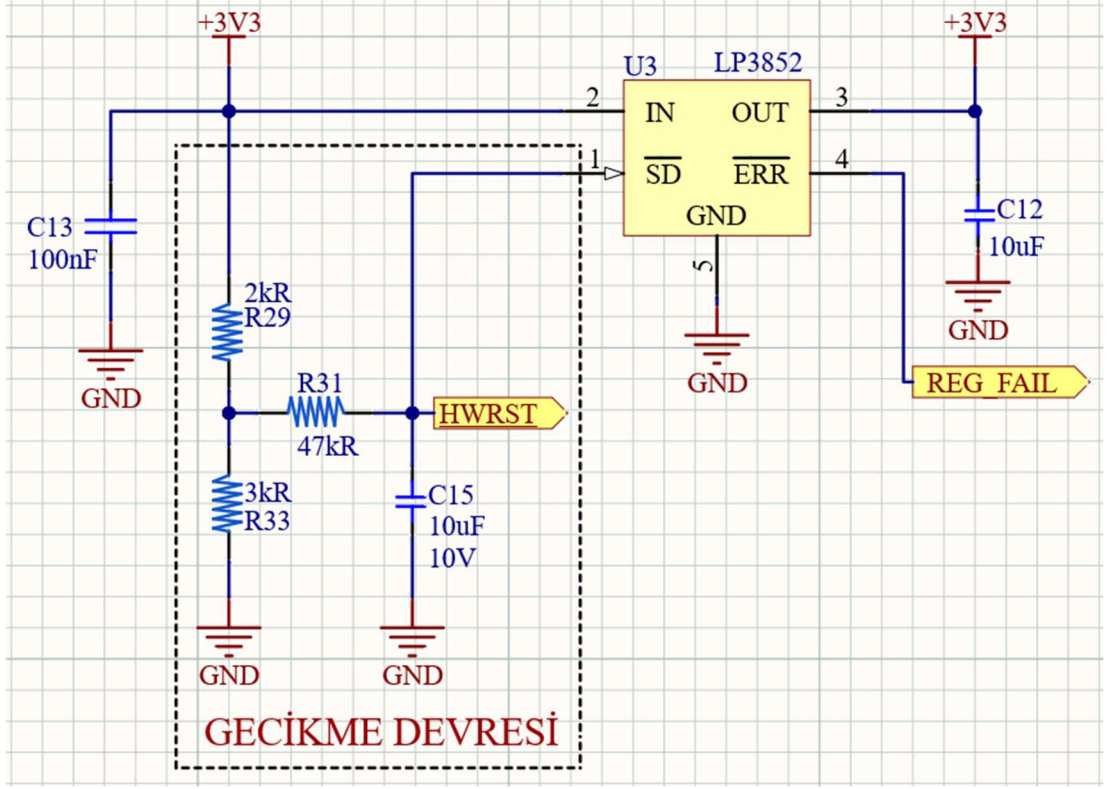 +3V3
+3V3
U3
LP3852
2
IN
OUT
3
1
SD
ERR
4
GND
5
C13
100nF
GND
C12
10uF
GND
GND
REG_FAIL
2kR
R29
R31
47kR
HWRST
3kR
R33
C15
10uF
10V
GND
GND
GECİKME DEVRESİ